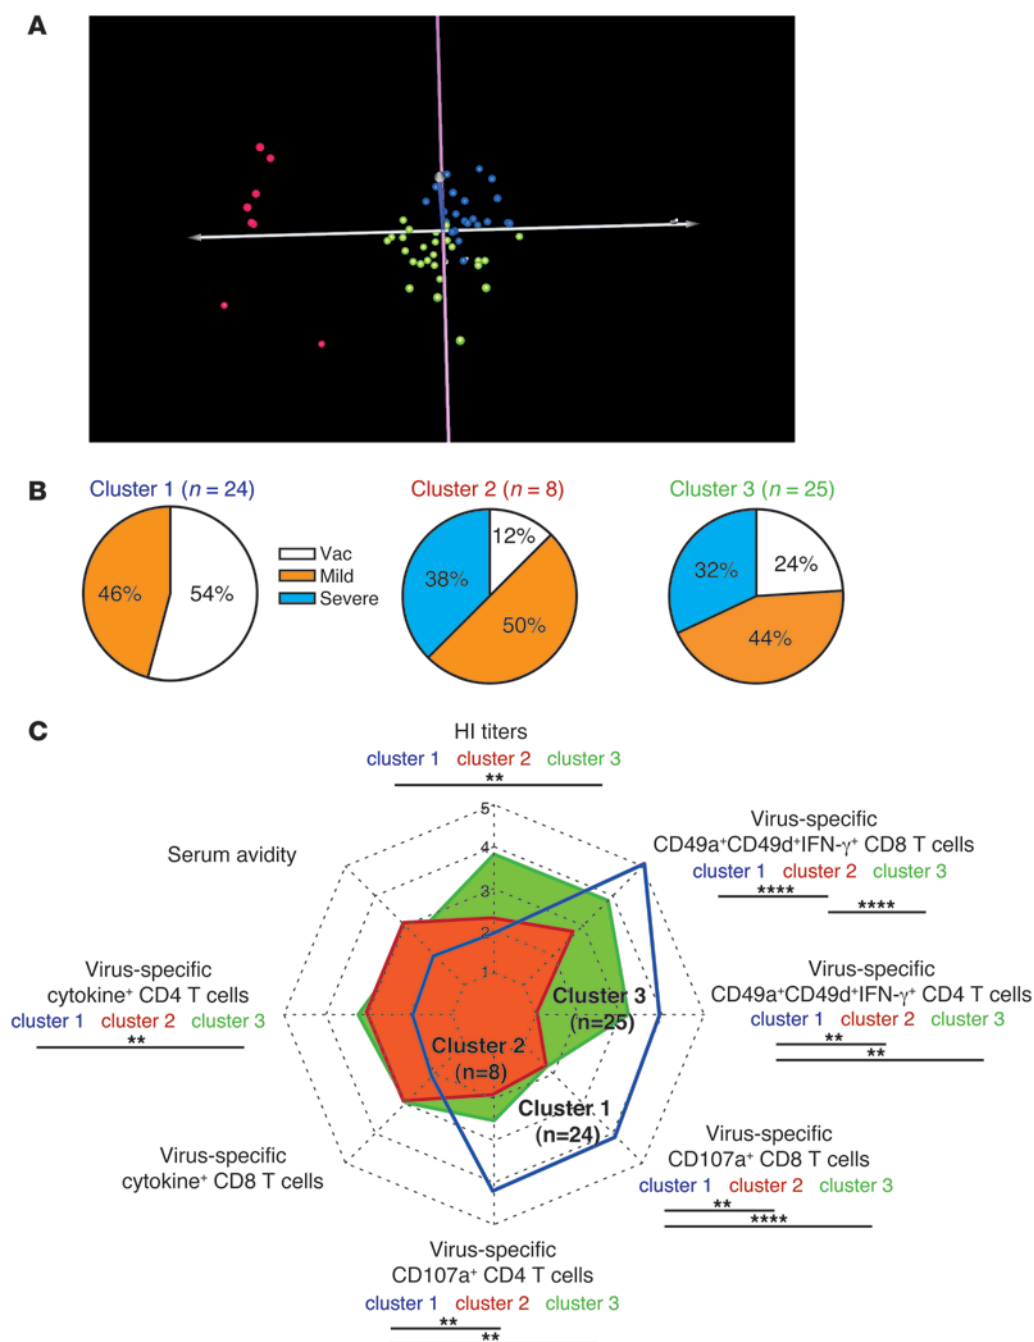 A
B
Cluster 1 (n = 24)
Cluster 2 (n = 8)
Cluster 3 (n = 25)
46%
54%
Vac
Mild
Severe
12%
38%
50%
24%
32%
44%
C
HI titers
cluster 1 cluster 2 cluster 3
**
5
4
3
2
1
Virus-specific
CD49a⁺CD49d⁺IFN-γ⁺ CD8 T cells
cluster 1 cluster 2 cluster 3
****
****
Serum avidity
Virus-specific
cytokine⁺ CD4 T cells
cluster 1 cluster 2 cluster 3
**
Virus-specific
CD49a⁺CD49d⁺IFN-γ⁺ CD4 T cells
cluster 1 cluster 2 cluster 3
**
**
Cluster 3
(n=25)
Cluster 2
(n=8)
Cluster 1
(n=24)
Virus-specific
CD107a⁺ CD8 T cells
cluster 1 cluster 2 cluster 3
**
****
Virus-specific
cytokine⁺ CD8 T cells
Virus-specific
CD107a⁺ CD4 T cells
cluster 1 cluster 2 cluster 3
**
**